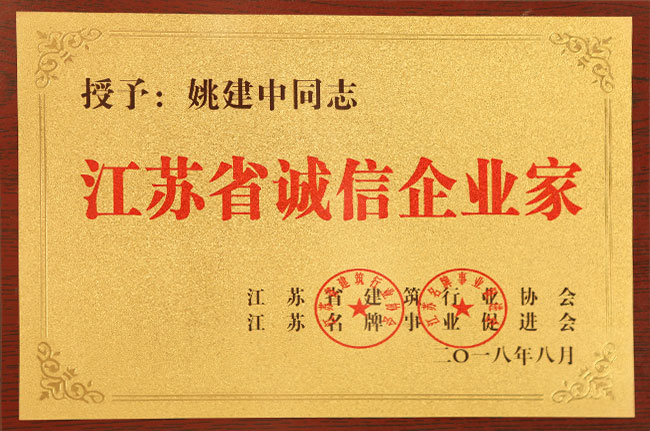 授予：姚建中同志
江苏省诚信企业家
江苏省建筑行业协会
江苏名牌事业促进会
二〇一八年八月